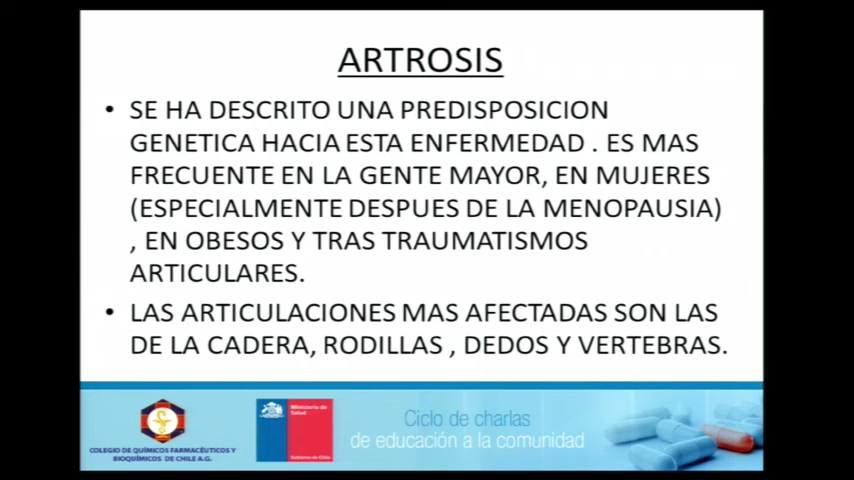 ARTROSIS
• SE HA DESCRITO UNA PREDISPOSICION
GENETICA HACIA ESTA ENFERMEDAD . ES MAS
FRECUENTE EN LA GENTE MAYOR, EN MUJERES
(ESPECIALMENTE DESPUES DE LA MENOPAUSIA)
, EN OBESOS Y TRAS TRAUMATISMOS
ARTICULARES.
• LAS ARTICULACIONES MAS AFECTADAS SON LAS
DE LA CADERA, RODILLAS , DEDOS Y VERTEBRAS.
COLEGIO DE QUÍMICOS FARMACÉUTICOS Y
BIOQUÍMICOS DE CHILE A.G.
Ministerio de
Salud
Gobierno de Chile
Ciclo de charlas
de educación a la comunidad